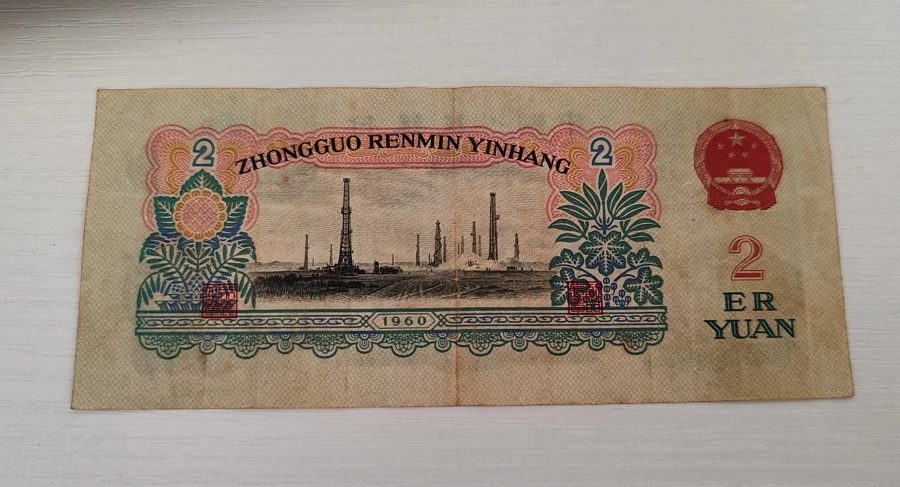 2 ZHONGGUO RENMIN YINHANG 2
1960
2
ER
YUAN